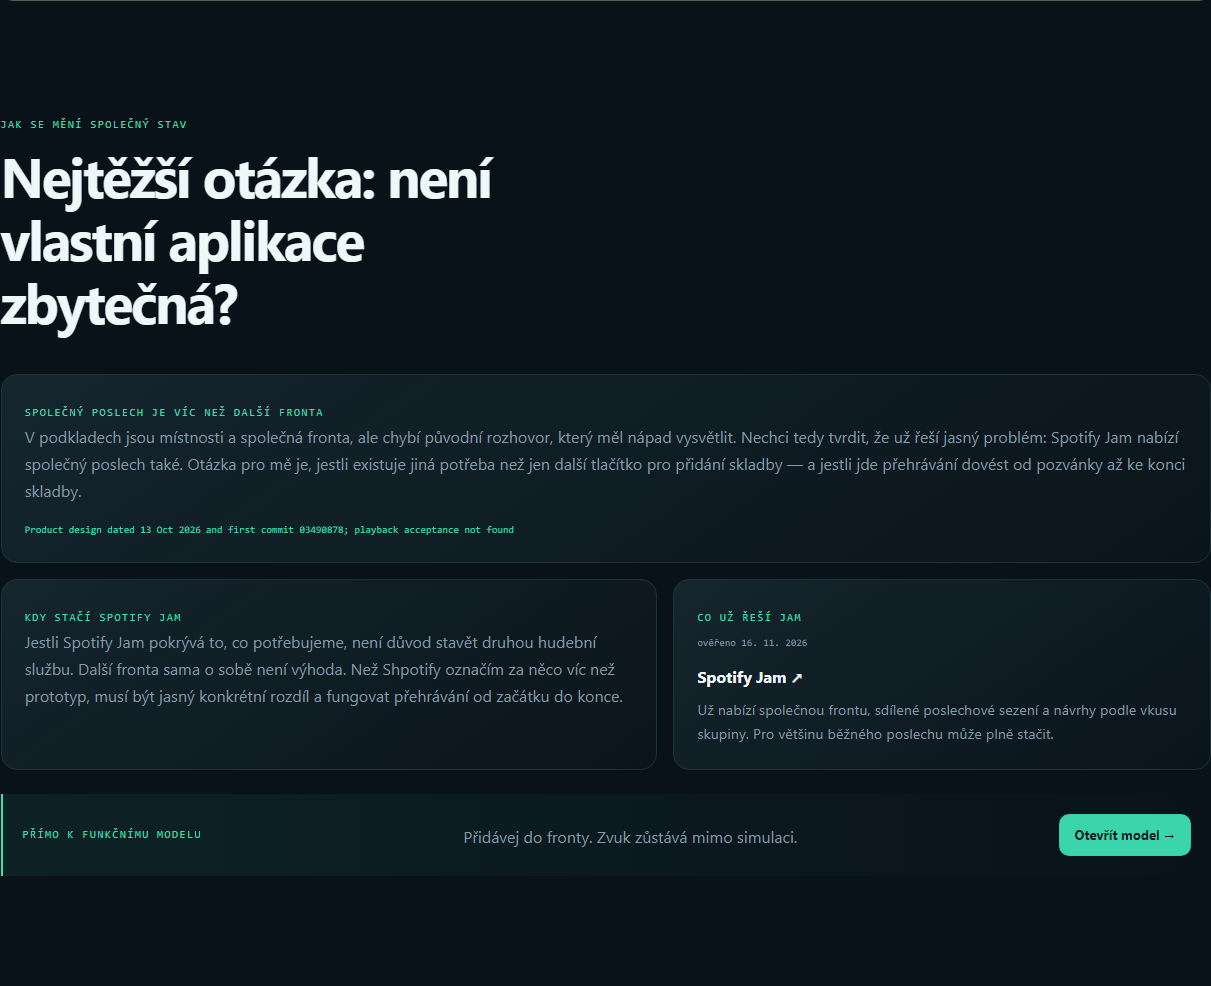 JAK SE MĚNÍ SPOLEČNÝ STAV
Nejtěžší otázka: není
vlastní aplikace
zbytečná?
SPOLEČNÝ POSLECH JE VÍC NEŽ DALŠÍ FRONTA
V podkladech jsou místnosti a společná fronta, ale chybí původní rozhovor, který měl nápad vysvětlit. Nechci tedy tvrdit, že už řeší jasný problém: Spotify Jam nabízí
společný poslech také. Otázka pro mě je, jestli existuje jiná potřeba než jen další tlačítko pro přidání skladby — a jestli jde přehrávání dovést od pozvánky až ke konci
skladby.
Product design dated 13 Oct 2026 and first commit 03490878; playback acceptance not found
KDY STAČÍ SPOTIFY JAM
Jestli Spotify Jam pokrývá to, co potřebujeme, není důvod stavět druhou hudební
službu. Další fronta sama o sobě není výhoda. Než Shpotify označím za něco víc než
prototyp, musí být jasný konkrétní rozdíl a fungovat přehrávání od začátku do konce.
CO UŽ ŘEŠÍ JAM
ověřeno 16. 11. 2026
Spotify Jam ↗
Už nabízí společnou frontu, sdílené poslechové sezení a návrhy podle vkusu
skupiny. Pro většinu běžného poslechu může plně stačit.
PŘÍMO K FUNKČNÍMU MODELU
Přidávej do fronty. Zvuk zůstává mimo simulaci.
Otevřít model →